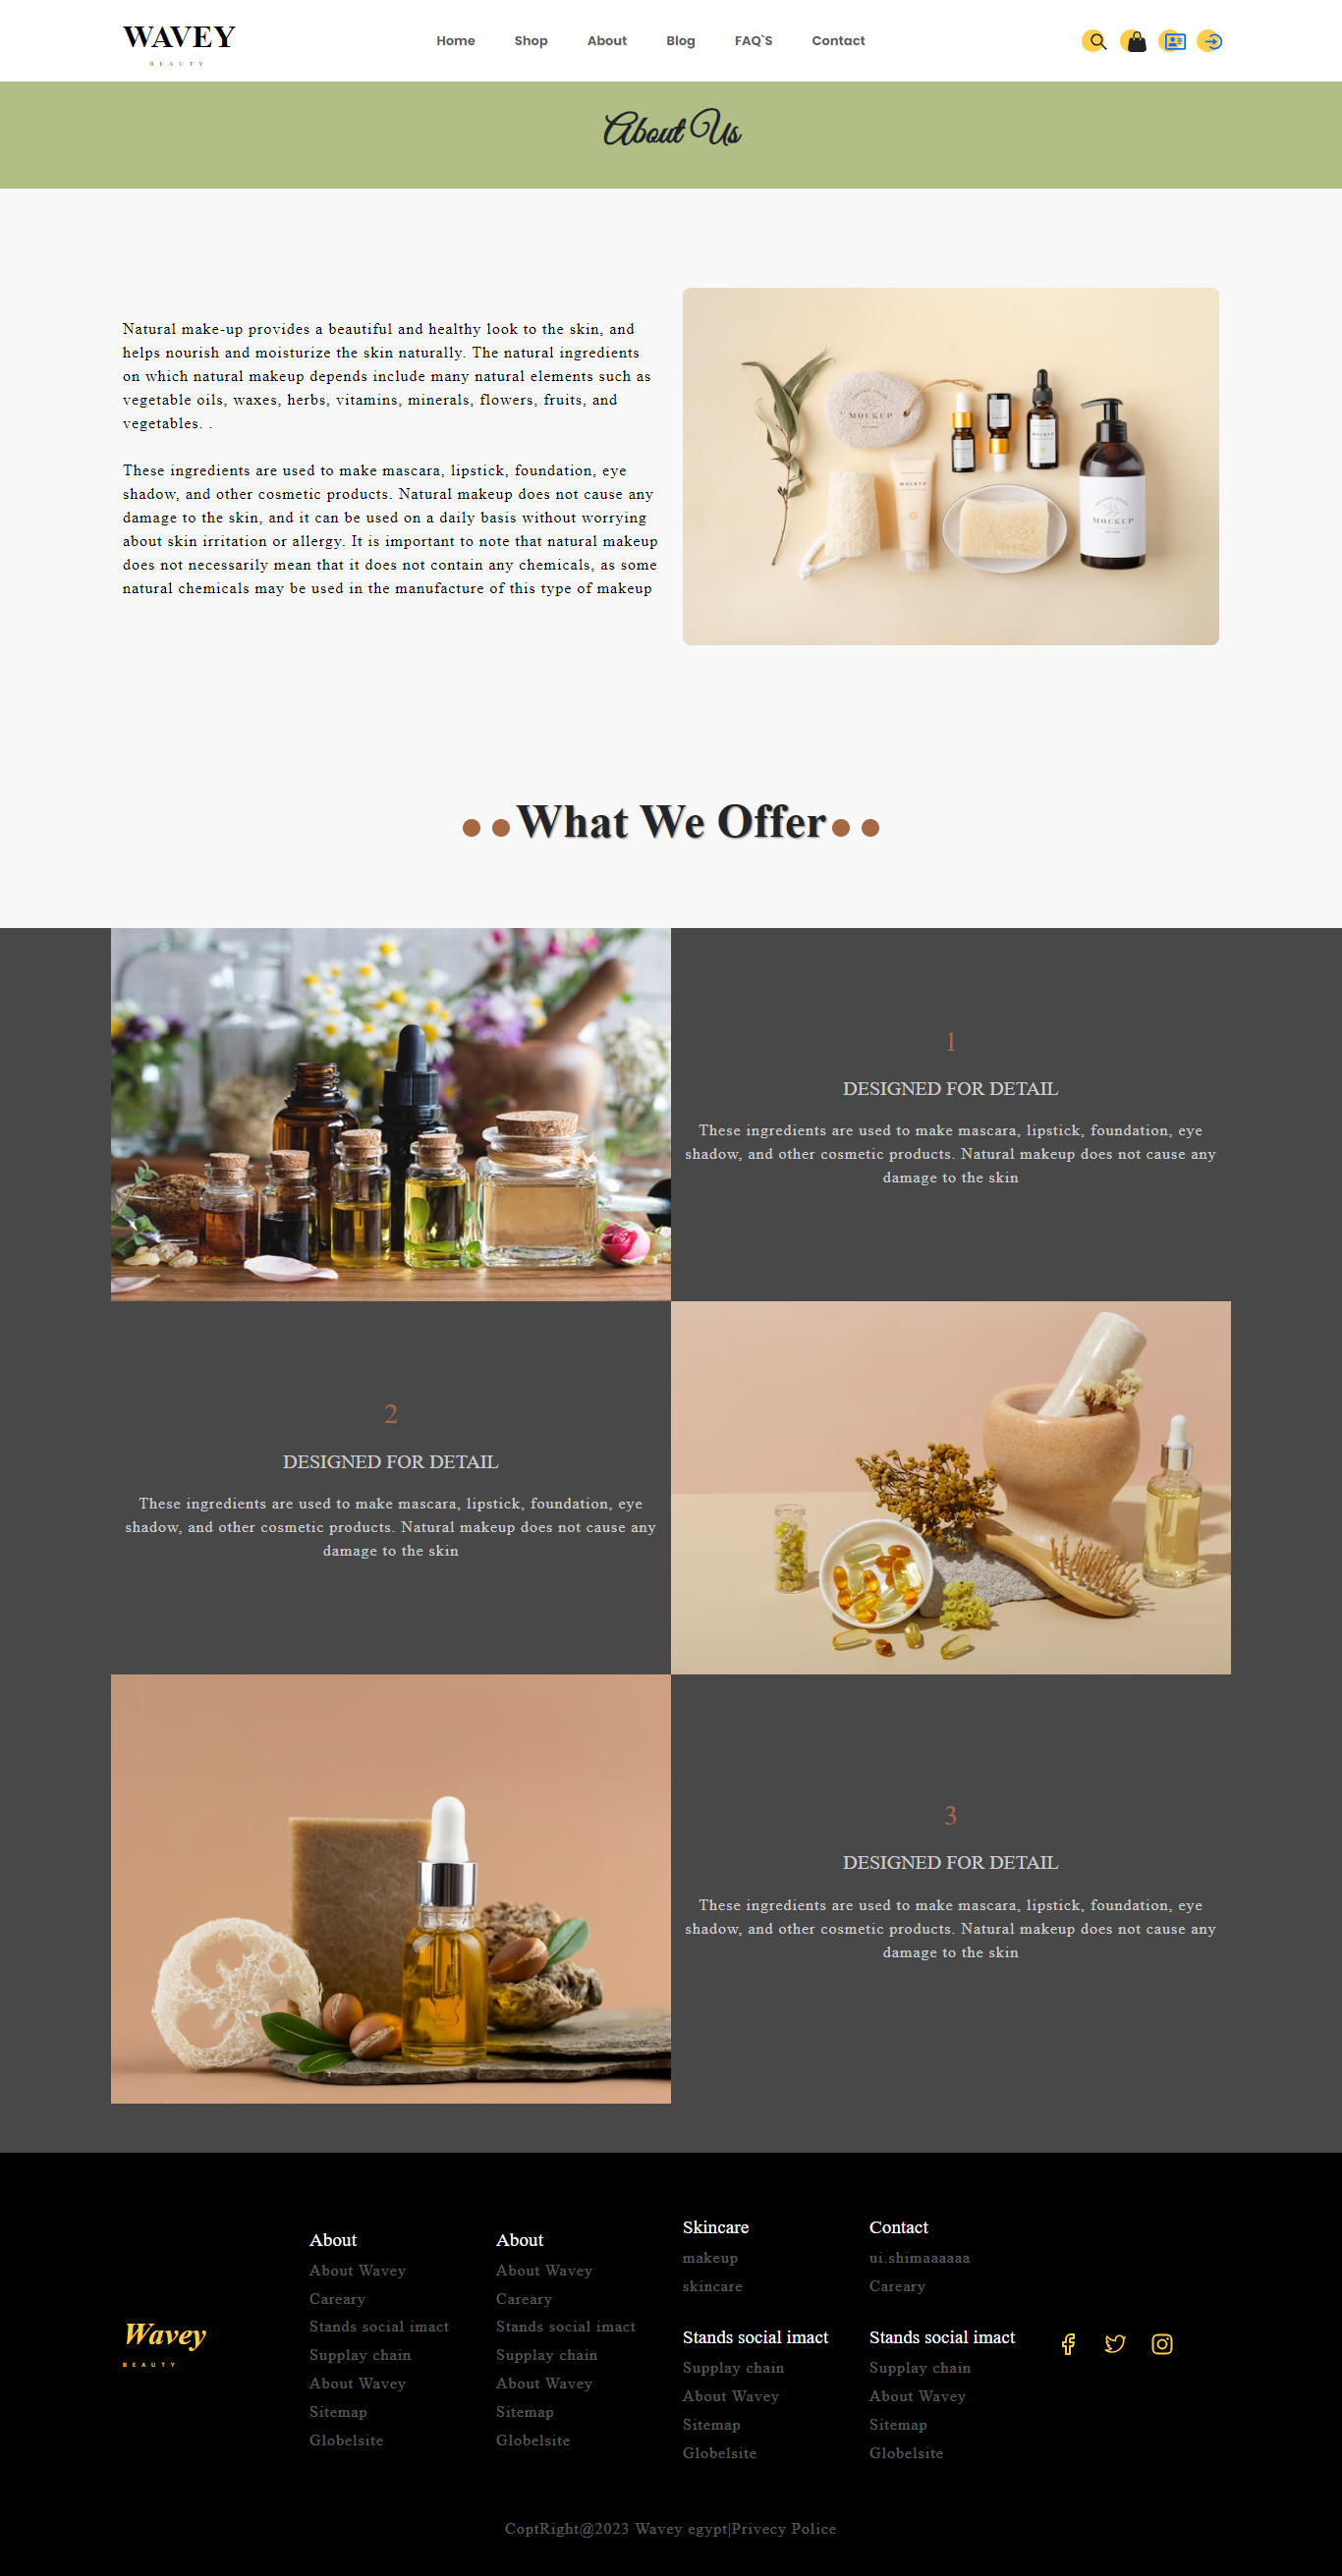 WAVEY
BEAUTY
Home Shop About Blog FAQ`S Contact
About Us
Natural make-up provides a beautiful and healthy look to the skin, and
helps nourish and moisturize the skin naturally. The natural ingredients
on which natural makeup depends include many natural elements such as
vegetable oils, waxes, herbs, vitamins, minerals, flowers, fruits, and
vegetables. .
These ingredients are used to make mascara, lipstick, foundation, eye
shadow, and other cosmetic products. Natural makeup does not cause any
damage to the skin, and it can be used on a daily basis without worrying
about skin irritation or allergy. It is important to note that natural makeup
does not necessarily mean that it does not contain any chemicals, as some
natural chemicals may be used in the manufacture of this type of makeup
MOCKUP
MOCKUP
MOCKUP
MOCKUP
MOCKUP
What We Offer
1
DESIGNED FOR DETAIL
These ingredients are used to make mascara, lipstick, foundation, eye
shadow, and other cosmetic products. Natural makeup does not cause any
damage to the skin
2
DESIGNED FOR DETAIL
These ingredients are used to make mascara, lipstick, foundation, eye
shadow, and other cosmetic products. Natural makeup does not cause any
damage to the skin
3
DESIGNED FOR DETAIL
These ingredients are used to make mascara, lipstick, foundation, eye
shadow, and other cosmetic products. Natural makeup does not cause any
damage to the skin
Wavey
BEAUTY
About
About Wavey
Careary
Stands social imact
Supplay chain
About Wavey
Sitemap
Globelsite
About
About Wavey
Careary
Stands social imact
Supplay chain
About Wavey
Sitemap
Globelsite
Skincare
makeup
skincare
Stands social imact
Supplay chain
About Wavey
Sitemap
Globelsite
Contact
ui.shimaaaaaa
Careary
Stands social imact
Supplay chain
About Wavey
Sitemap
Globelsite
CoptRight@2023 Wavey egypt|Privecy Police